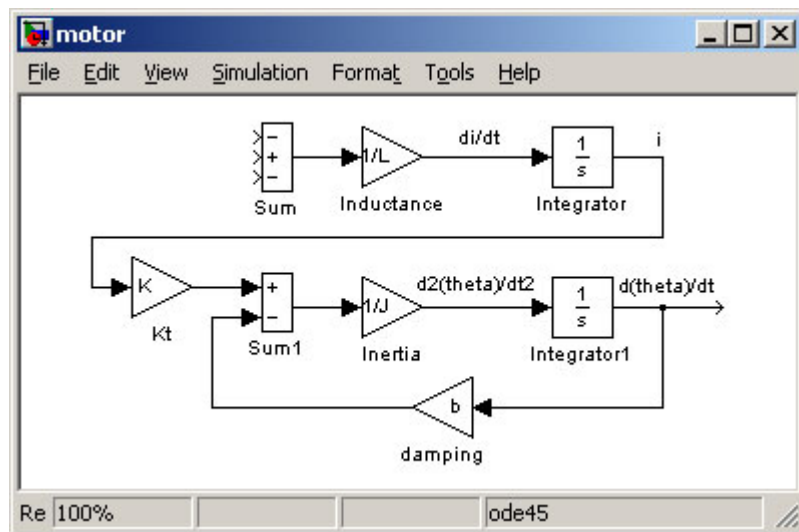 motor
File Edit View Simulation Format Tools Help
di/dt
i
−
+
−
1/L
1
s
Sum
Inductance
Integrator
d2(theta)/dt2
d(theta)/dt
K
+
−
1/J
1
s
Kt
Sum1
Inertia
Integrator1
b
damping
Re 100% ode45